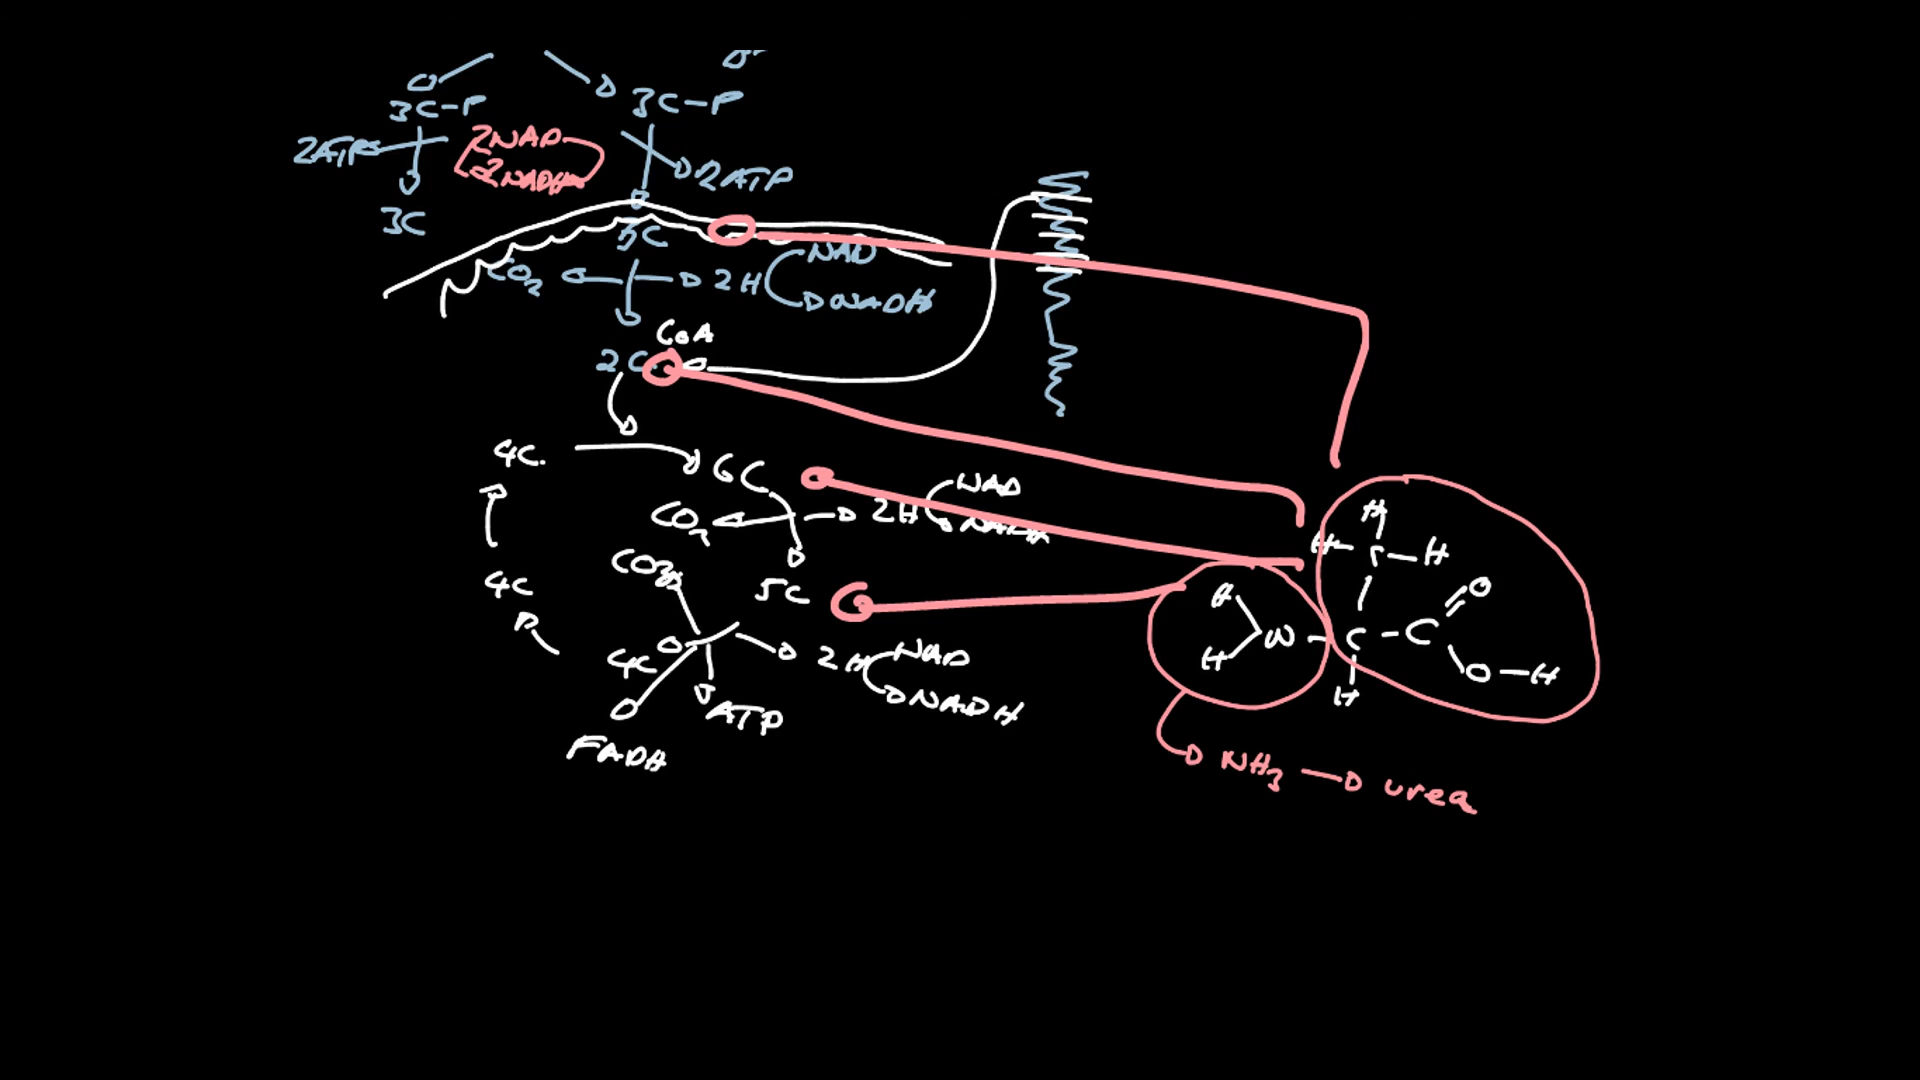 3C-P
3C-P
2ATP
2NAD
2NADH
2ATP
3C
3C
NAD
CO2
2H
NADH
CoA
2C
4C.
6C
NAD
CO2
2H
NADH
CO2
4C
5C
H
H
C
H
O
H
N
C
C
H
O
H
H
4C
2H
NAD
NADH
ATP
FADH
NH3
urea